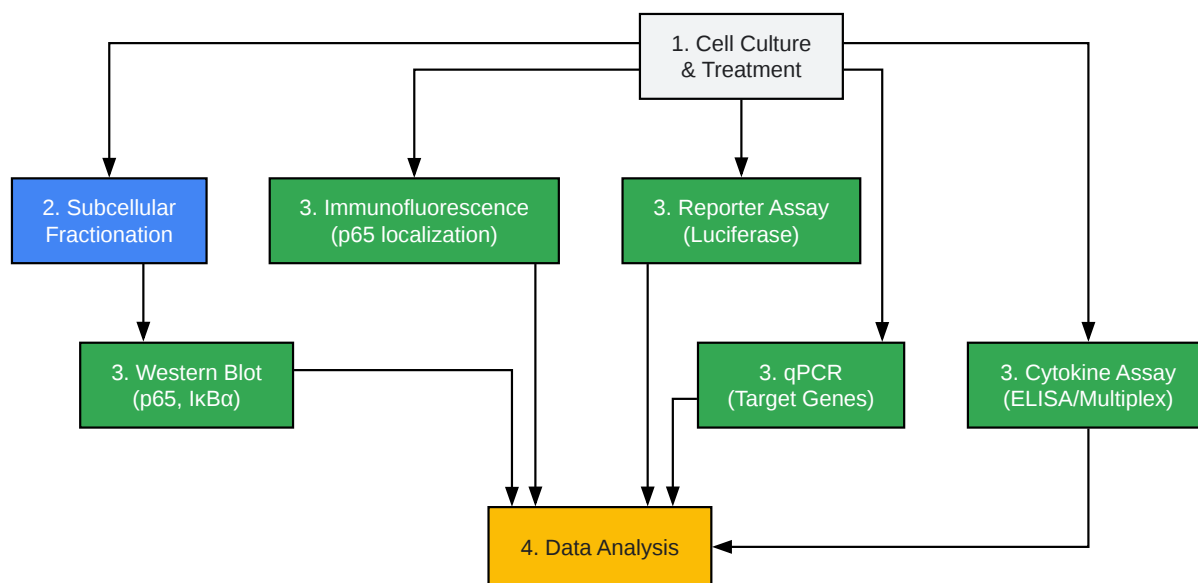 1. Cell Culture
& Treatment
2. Subcellular
Fractionation
3. Immunofluorescence
(p65 localization)
3. Reporter Assay
(Luciferase)
3. Western Blot
(p65, IκBα)
3. qPCR
(Target Genes)
3. Cytokine Assay
(ELISA/Multiplex)
4. Data Analysis